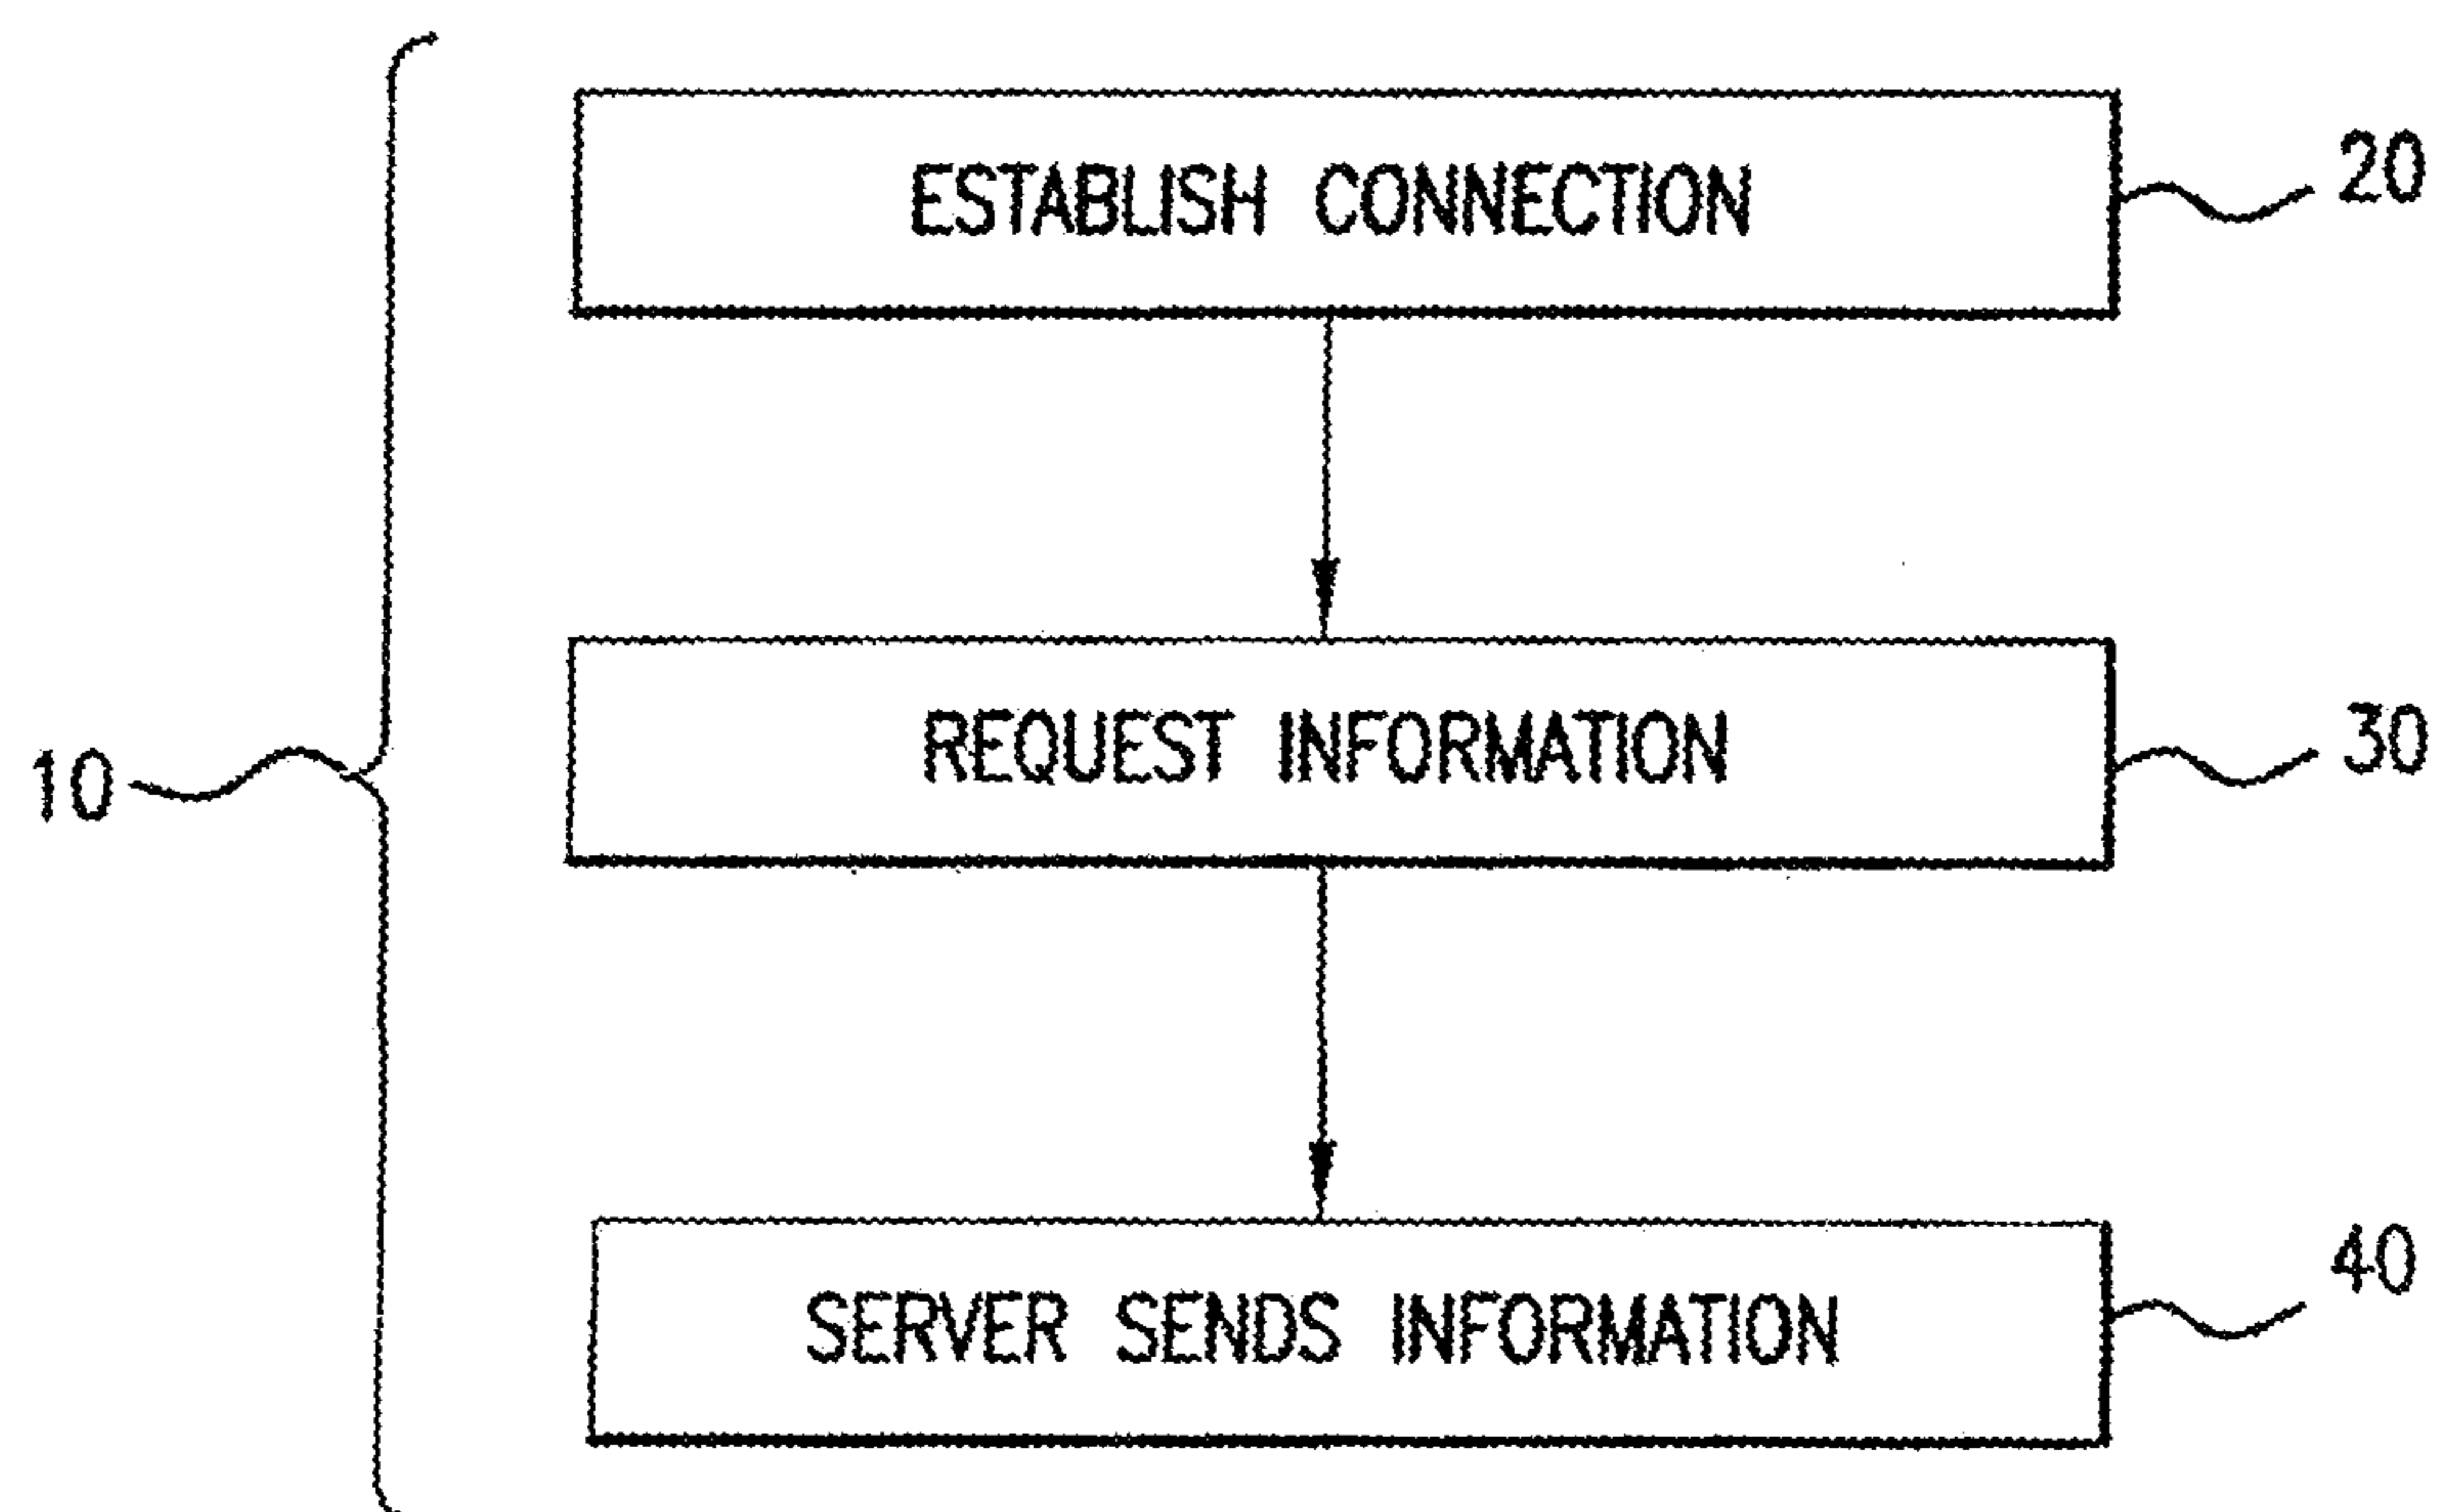 ESTABLISH CONNECTION
20
REQUEST INFORMATION
30
10
SERVER SENDS INFORMATION
40